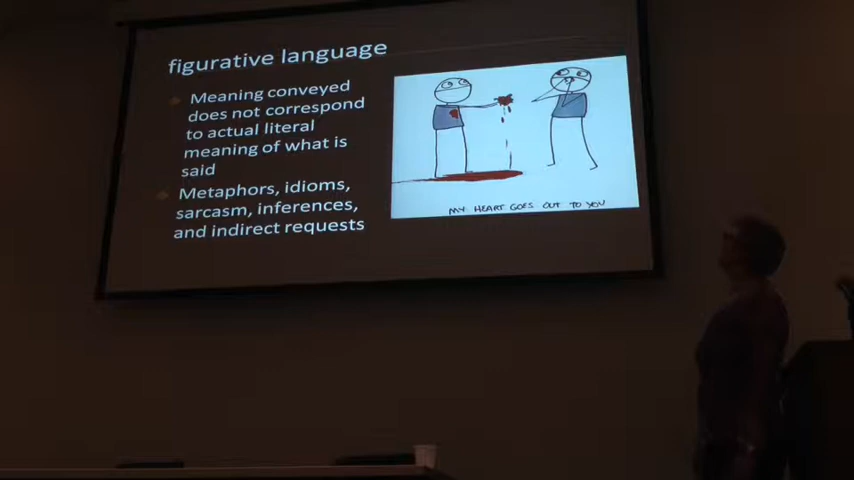 figurative language
Meaning conveyed
does not correspond
to actual literal
meaning of what is
said
Metaphors, idioms,
sarcasm, inferences,
and indirect requests
MY HEART GOES OUT TO YOU